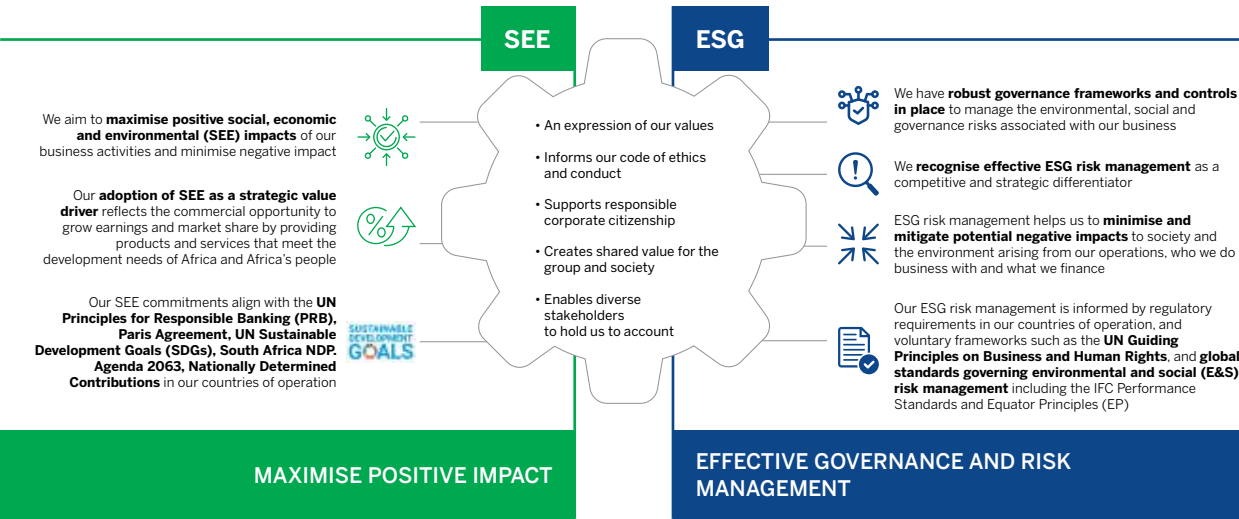 SEE
We aim to maximise positive social, economic
and environmental (SEE) impacts of our
business activities and minimise negative impact
Our adoption of SEE as a strategic value
driver reflects the commercial opportunity to
grow earnings and market share by providing
products and services that meet the
development needs of Africa and Africa's people
Our SEE commitments align with the UN
Principles for Responsible Banking (PRB),
Paris Agreement, UN Sustainable
Development Goals (SDGs), South Africa NDP.
Agenda 2063, Nationally Determined
Contributions in our countries of operation
%
SUSTAINABLE
DEVELOPMENT
GOALS
MAXIMISE POSITIVE IMPACT
• An expression of our values
• Informs our code of ethics
and conduct
• Supports responsible
corporate citizenship
• Creates shared value for the
group and society
• Enables diverse
stakeholders
to hold us to account
ESG
We have robust governance frameworks and controls
in place to manage the environmental, social and
governance risks associated with our business
We recognise effective ESG risk management as a
competitive and strategic differentiator
ESG risk management helps us to minimise and
mitigate potential negative impacts to society and
the environment arising from our operations, who we do
business with and what we finance
Our ESG risk management is informed by regulatory
requirements in our countries of operation, and
voluntary frameworks such as the UN Guiding
Principles on Business and Human Rights, and global
standards governing environmental and social (E&S)
risk management including the IFC Performance
Standards and Equator Principles (EP)
EFFECTIVE GOVERNANCE AND RISK
MANAGEMENT